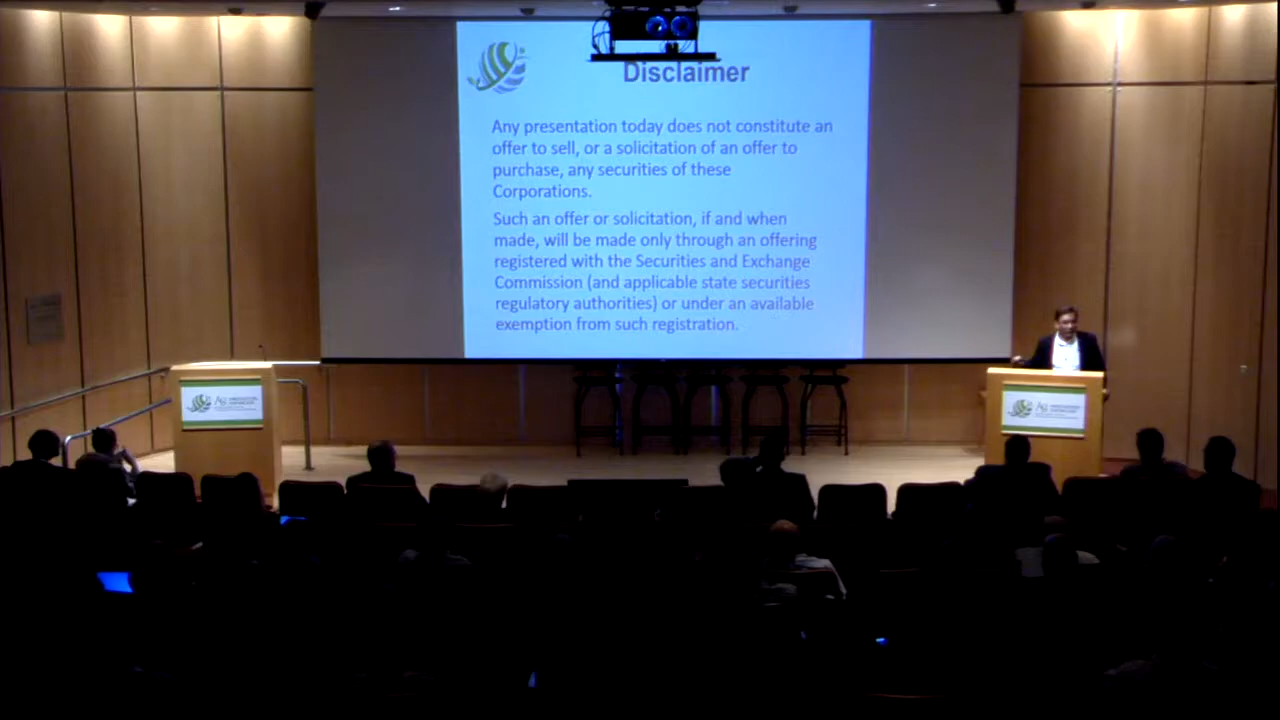 Disclaimer
Any presentation today does not constitute an
offer to sell, or a solicitation of an offer to
purchase, any securities of these
Corporations.
Such an offer or solicitation, if and when
made, will be made only through an offering
registered with the Securities and Exchange
Commission (and applicable state securities
regulatory authorities) or under an available
exemption from such registration.
Ag
Ag